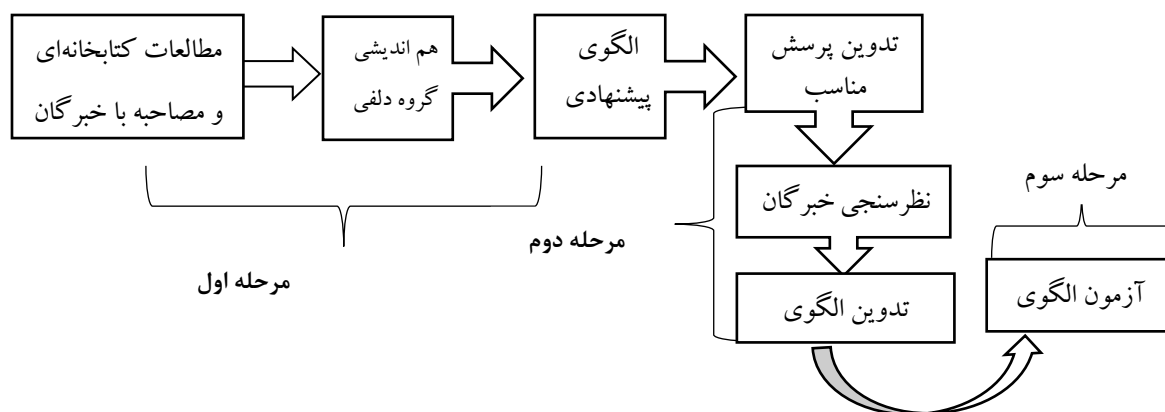 مطالعات کتابخانه‌ای
و مصاحبه با خبرگان
هم اندیشی
گروه دلفی
الگوی
پیشنهادی
تدوین پرسش
مناسب
نظرسنجی خبرگان
تدوین الگوی
آزمون الگوی
مرحله اول
مرحله دوم
مرحله سوم